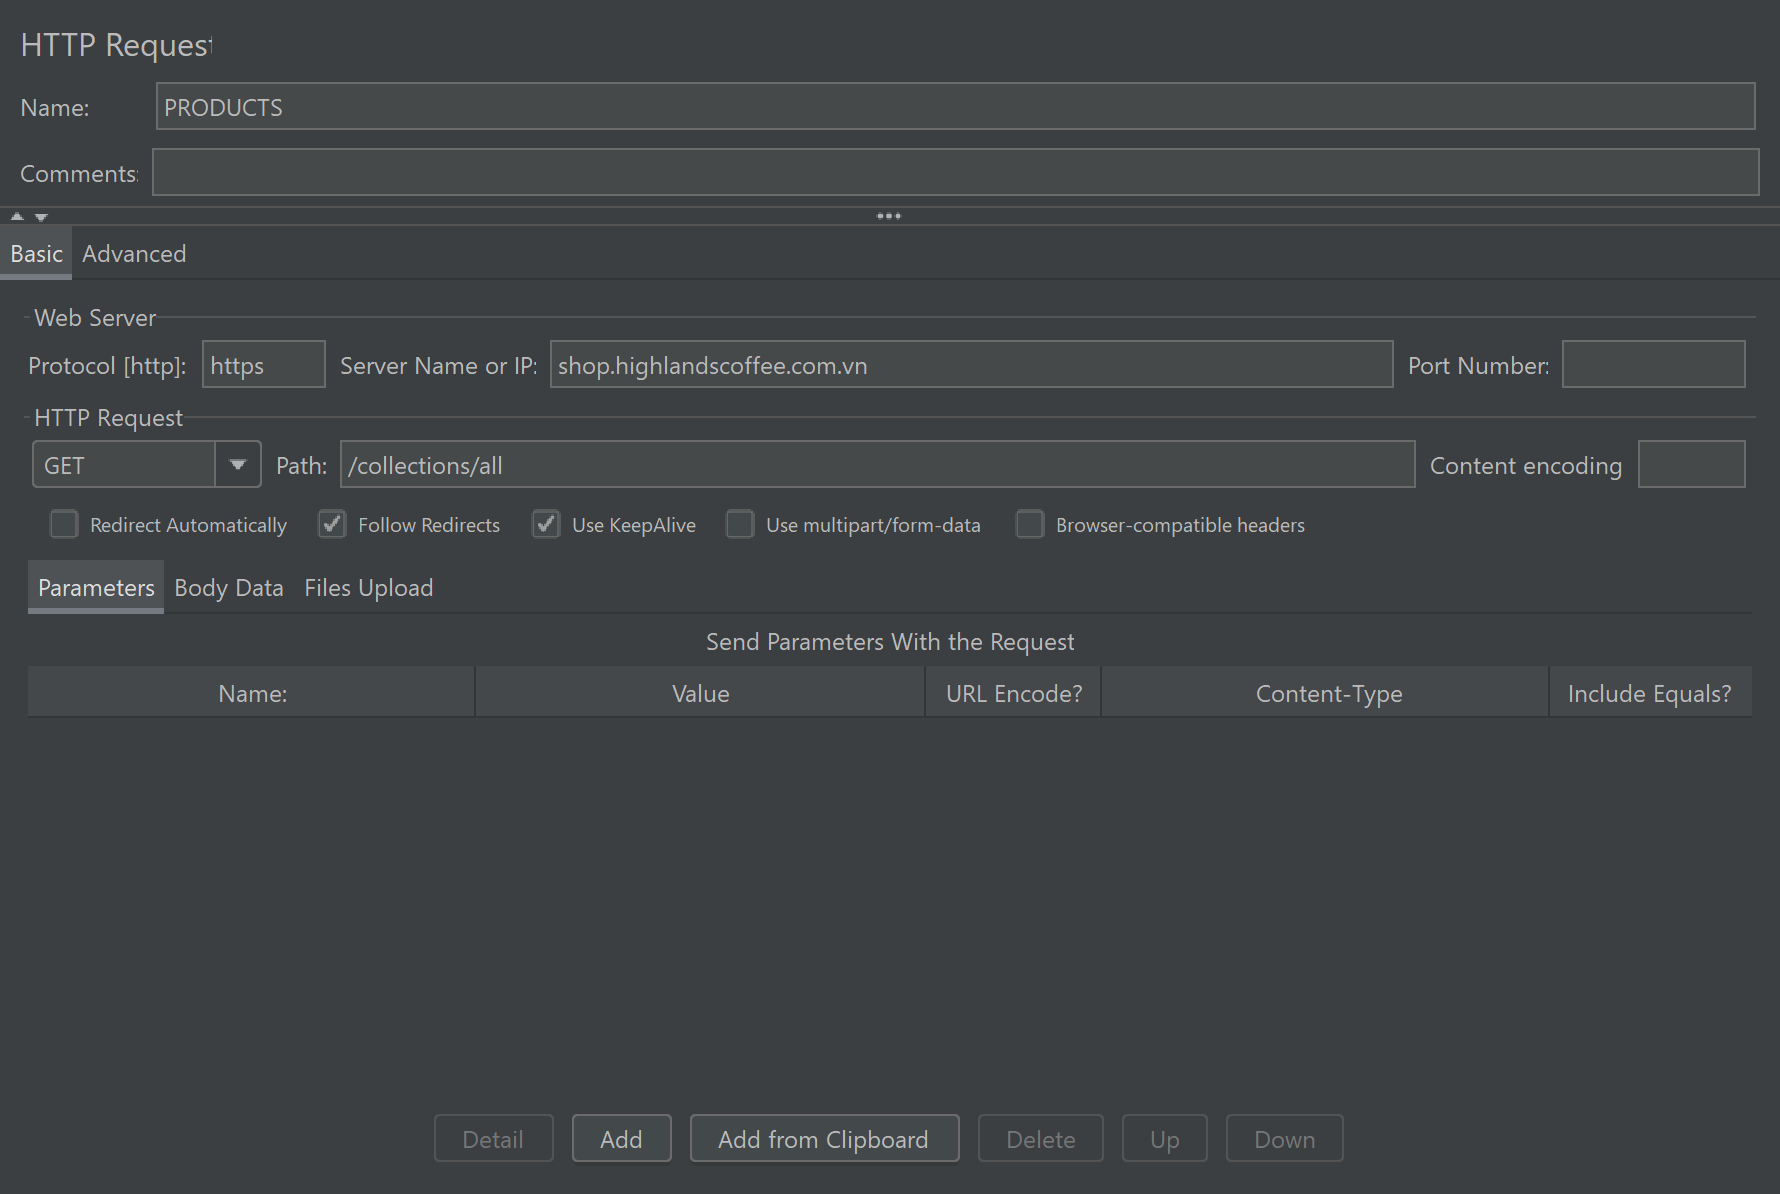 HTTP Request
Name: PRODUCTS
Comments:
Basic Advanced
Web Server
Protocol [http]: https Server Name or IP: shop.highlandscoffee.com.vn Port Number:
HTTP Request
GET Path: /collections/all Content encoding
Redirect Automatically Follow Redirects Use KeepAlive Use multipart/form-data Browser-compatible headers
Parameters Body Data Files Upload
Send Parameters With the Request
Name: Value URL Encode? Content-Type Include Equals?
Detail Add Add from Clipboard Delete Up Down